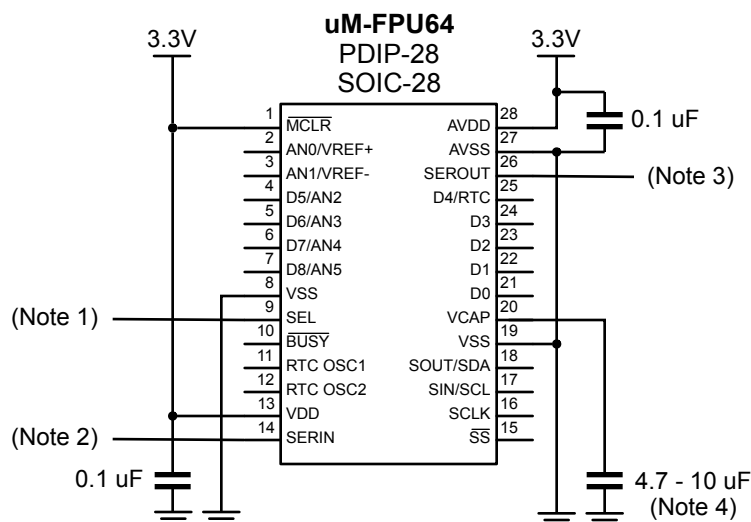 uM-FPU64
PDIP-28
SOIC-28
3.3V
3.3V
0.1 uF
1 MCLR
2 AN0/VREF+
3 AN1/VREF-
4 D5/AN2
5 D6/AN3
6 D7/AN4
7 D8/AN5
8 VSS
9 SEL
10 BUSY
11 RTC OSC1
12 RTC OSC2
13 VDD
14 SERIN
AVDD 28
AVSS 27
SEROUT 26
D4/RTC 25
D3 24
D2 23
D1 22
D0 21
VCAP 20
VSS 19
SOUT/SDA 18
SIN/SCL 17
SCLK 16
SS 15
(Note 3)
(Note 1)
(Note 2)
0.1 uF
4.7 - 10 uF
(Note 4)